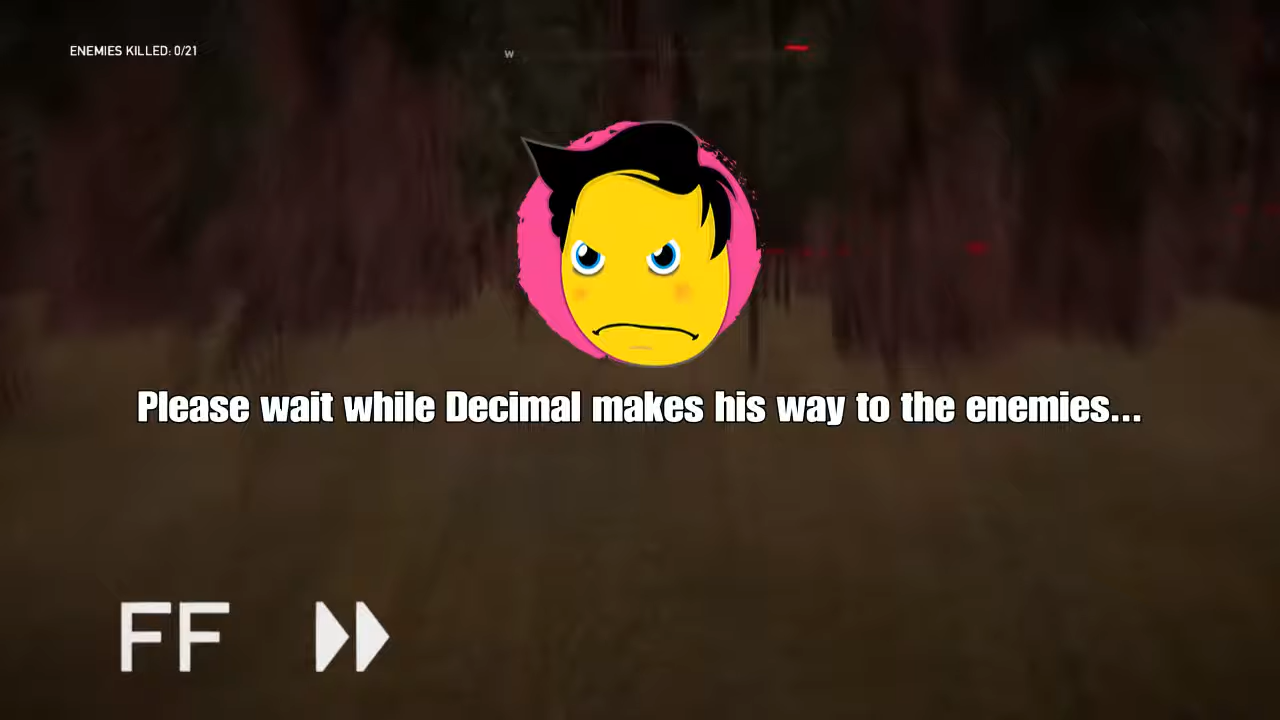 ENEMIES KILLED: 0/21
W
Please wait while Decimal makes his way to the enemies...
FF